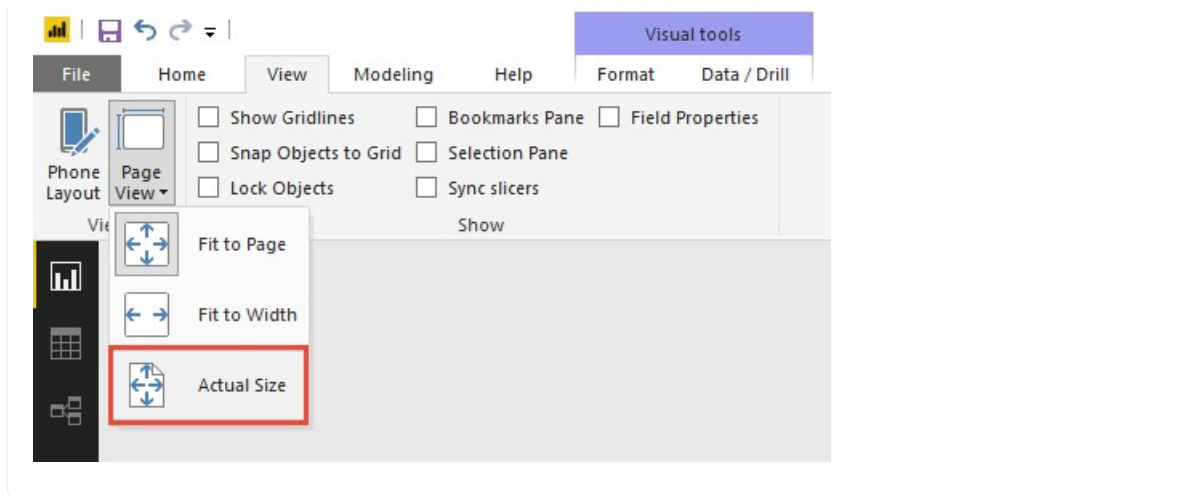 Visual tools
File Home View Modeling Help Format Data / Drill
Show Gridlines Bookmarks Pane Field Properties
Snap Objects to Grid Selection Pane
Phone Page
Layout View Lock Objects Sync slicers
Show
Fit to Page
Fit to Width
Actual Size